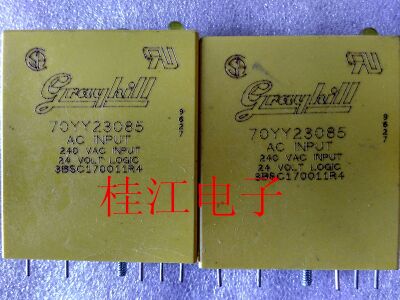 Grayhill
70YY23085
AC INPUT
240 VAC INPUT
24 VOLT LOGIC
3BSC170011R4
9627
Grayhill
70YY23085
AC INPUT
240 VAC INPUT
24 VOLT LOGIC
3BSC170011R4
9627
桂江电子